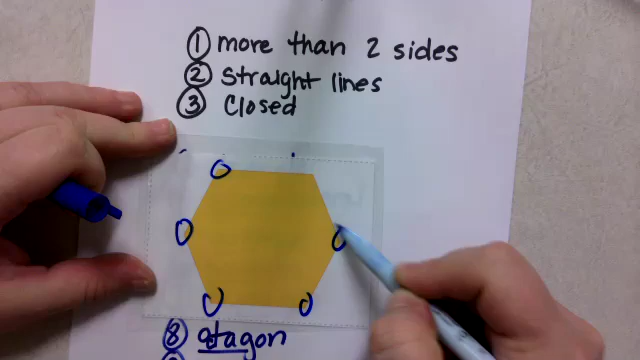 ① more than 2 sides
② straight lines
③ Closed
⑧ otagon